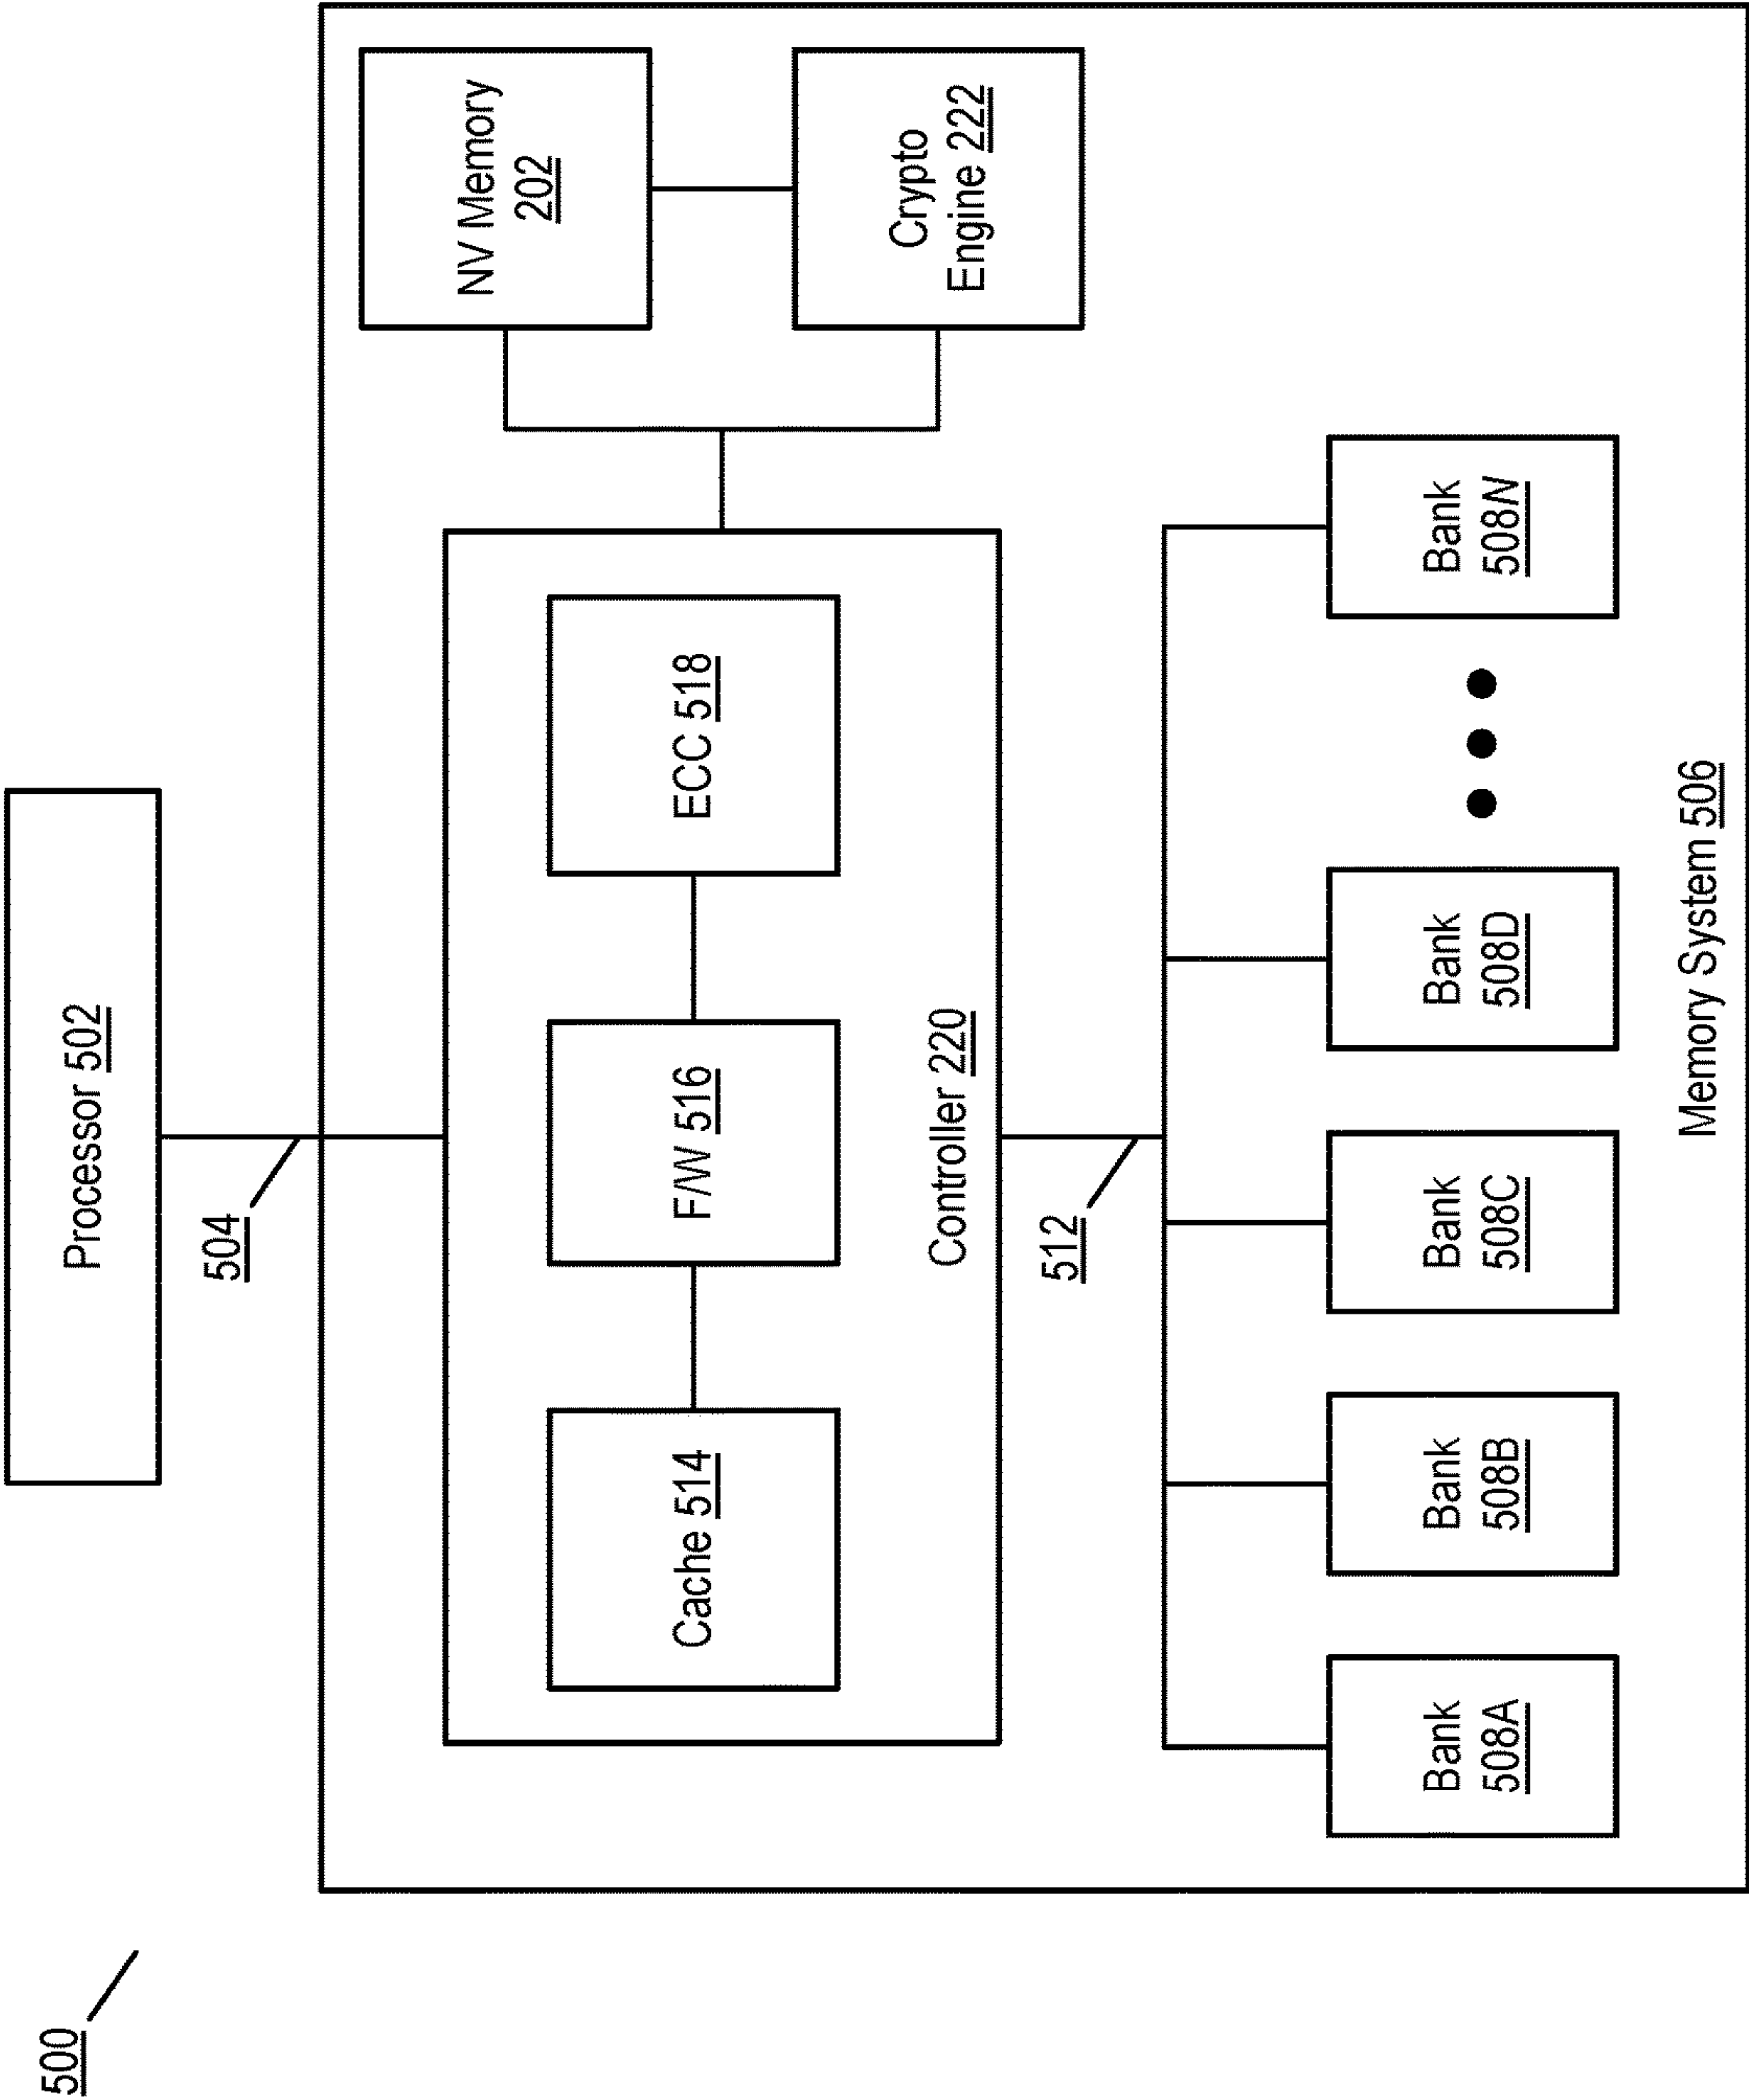 500
Processor 502
504
NV Memory
202
Crypto
Engine 222
Cache 514
F/W 516
ECC 518
Controller 220
512
Bank
508A
Bank
508B
Bank
508C
Bank
508D
Bank
508N
Memory System 506